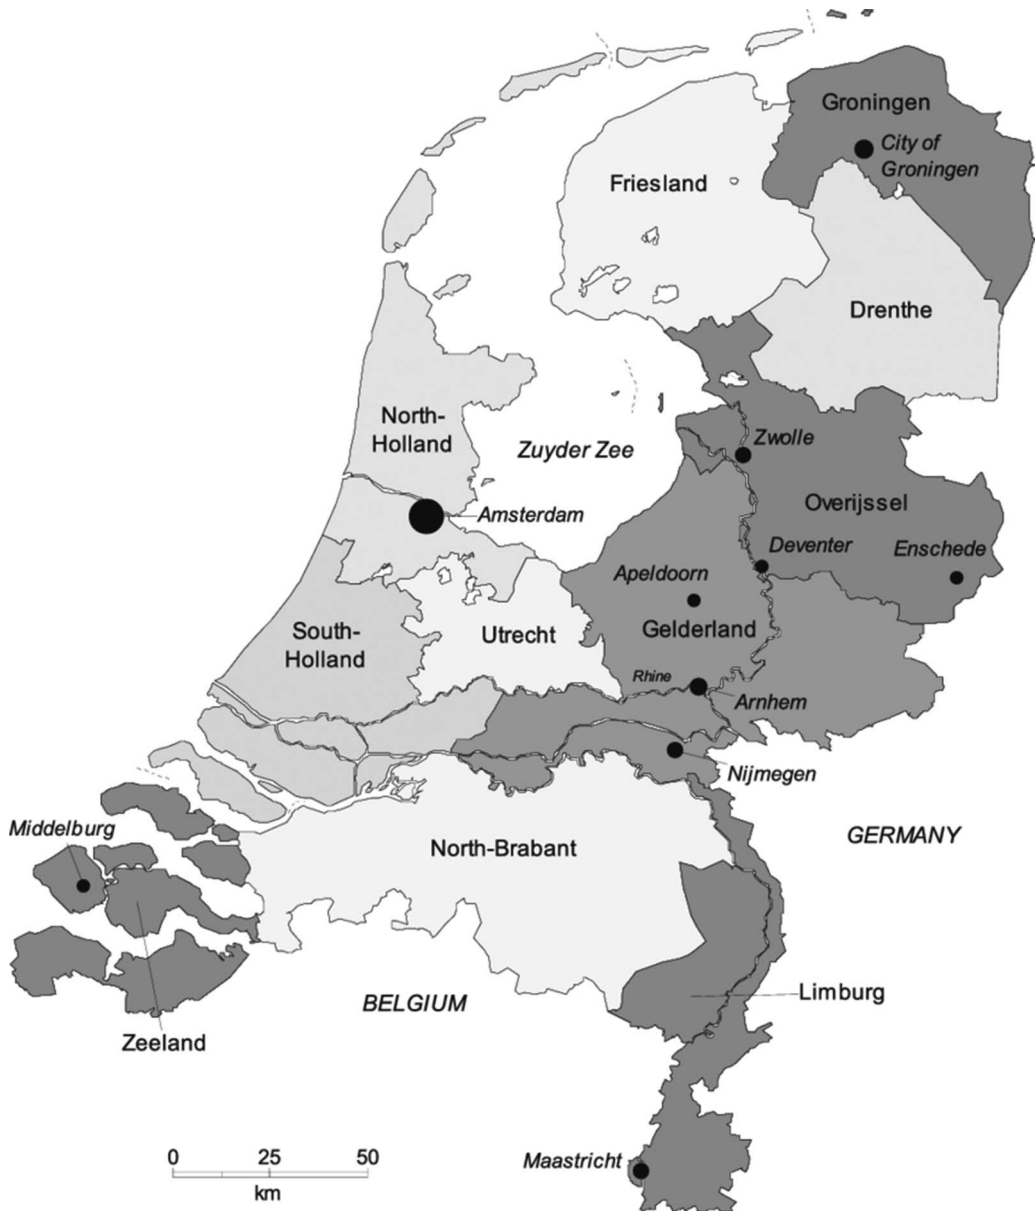 Groningen
City of
Groningen
Friesland
Drenthe
North-
Holland
Zuyder Zee
Zwolle
Overijssel
Amsterdam
Deventer
Enschede
Apeldoorn
Gelderland
South-
Holland
Utrecht
Rhine
Arnhem
Nijmegen
Middelburg
North-Brabant
GERMANY
BELGIUM
Limburg
Zeeland
Maastricht
0 25 50
km